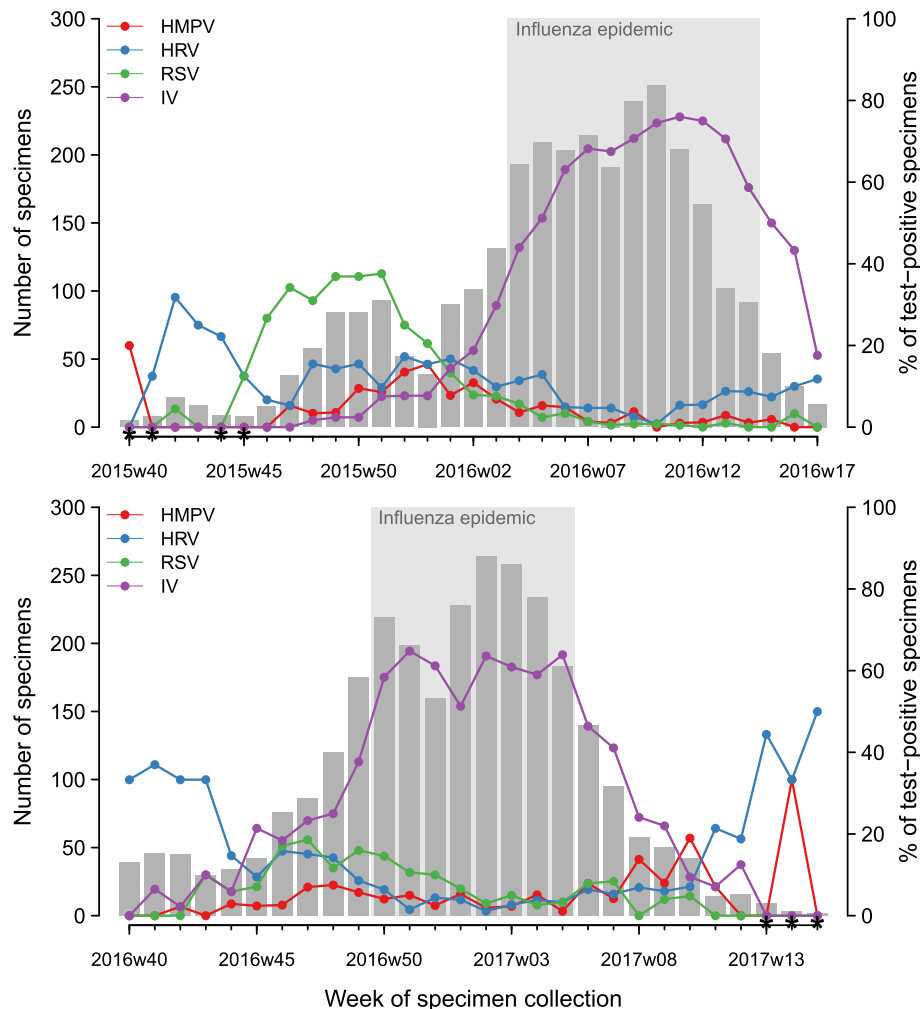 300
250
200
150
100
50
0
Number of specimens
HMPV
HRV
RSV
IV
Influenza epidemic
100
80
60
40
20
0
% of test−positive specimens
* * * *
2015w40 2015w45 2015w50 2016w02 2016w07 2016w12 2016w17
300
250
200
150
100
50
0
Number of specimens
HMPV
HRV
RSV
IV
Influenza epidemic
100
80
60
40
20
0
% of test−positive specimens
* * *
2016w40 2016w45 2016w50 2017w03 2017w08 2017w13
Week of specimen collection